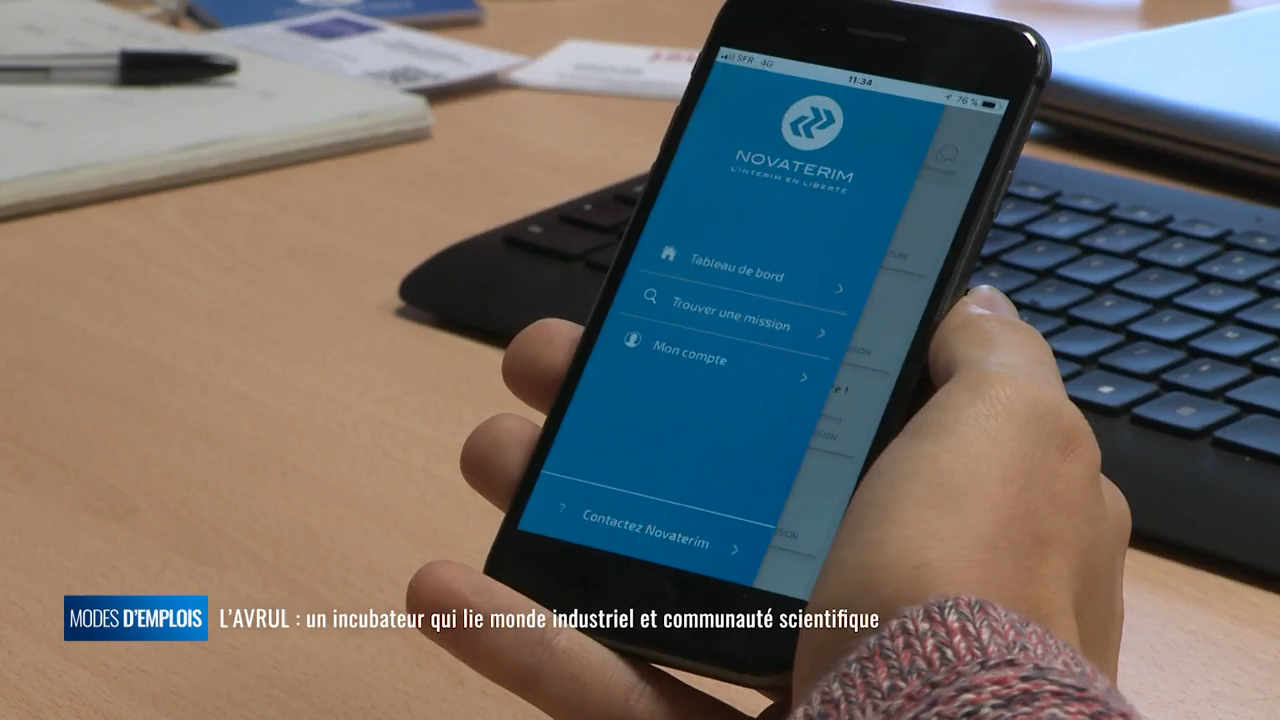 SFR 4G
11:34
76 %
NOVATERIM
L'INTERIM EN LIBERTÉ
Tableau de bord
Trouver une mission
Mon compte
? Contactez Novaterim
MODES D'EMPLOIS
L'AVRUL : un incubateur qui lie monde industriel et communauté scientifique